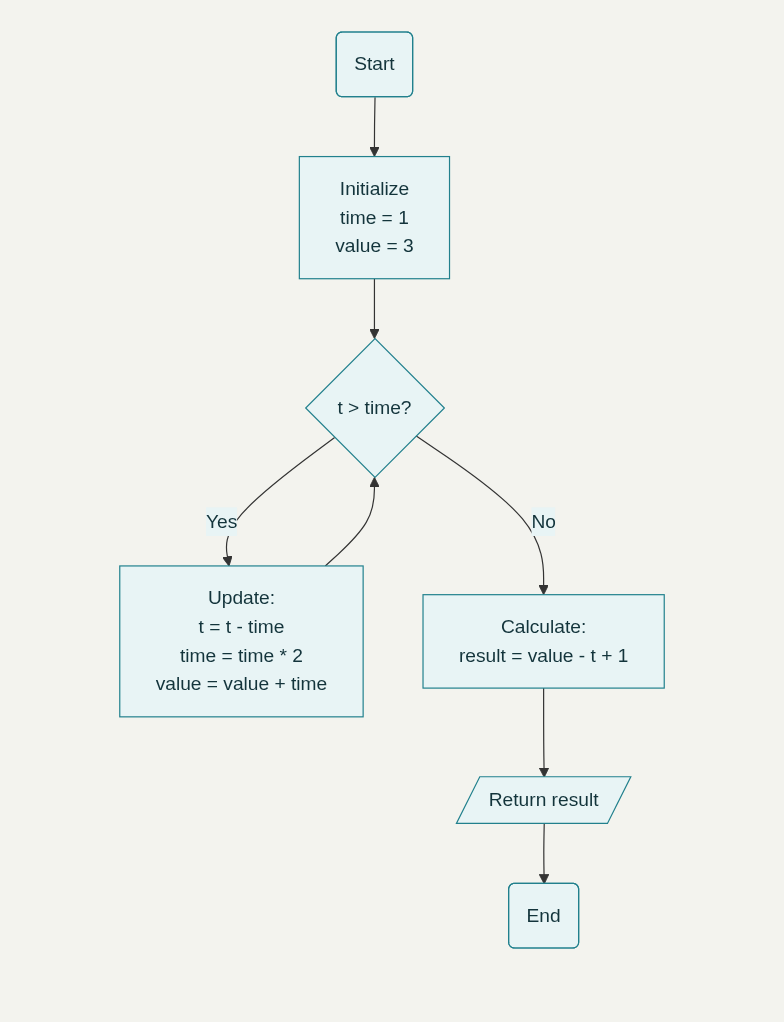 Start
Initialize
time = 1
value = 3
t > time?
Yes
No
Update:
t = t - time
time = time * 2
value = value + time
Calculate:
result = value - t + 1
Return result
End